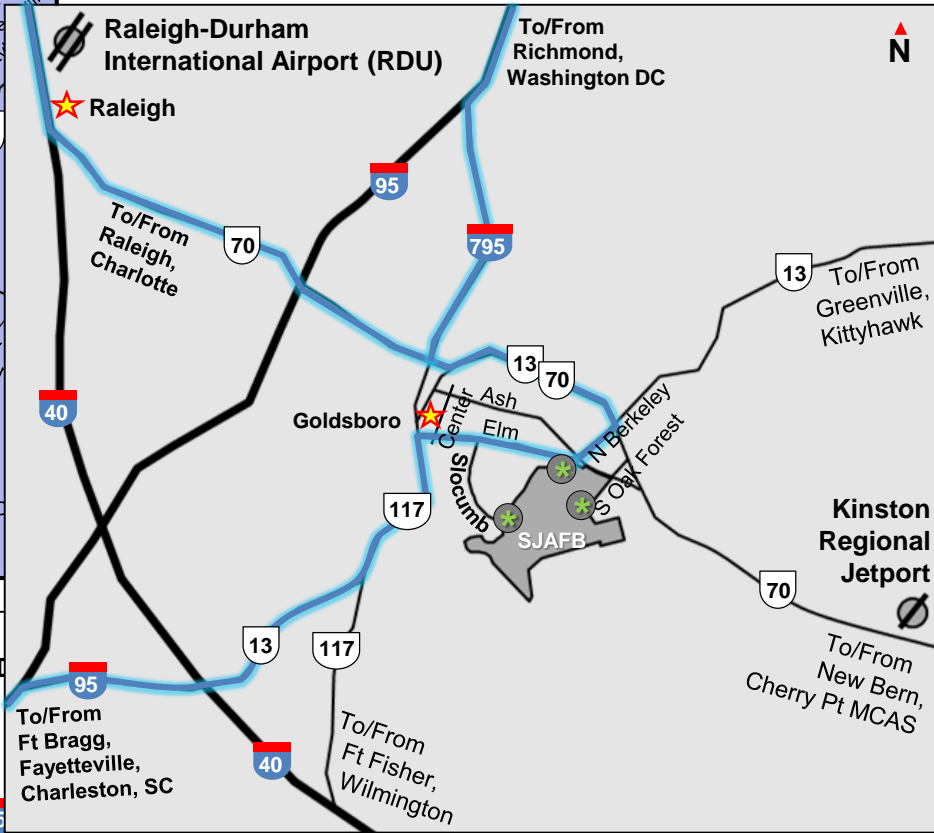 Raleigh-Durham
International Airport (RDU)
To/From
Richmond,
Washington DC
N
Raleigh
95
To/From
Raleigh,
Charlotte
70
795
13
To/From
Greenville,
Kittyhawk
40
13
70
Ash
Center
Goldsboro
Elm
N Berkeley
S Oak Forest
Slocumb
117
SJAFB
Kinston
Regional
Jetport
70
13
117
To/From
New Bern,
Cherry Pt MCAS
95
To/From
Ft Bragg,
Fayetteville,
Charleston, SC
40
To/From
Ft Fisher,
Wilmington